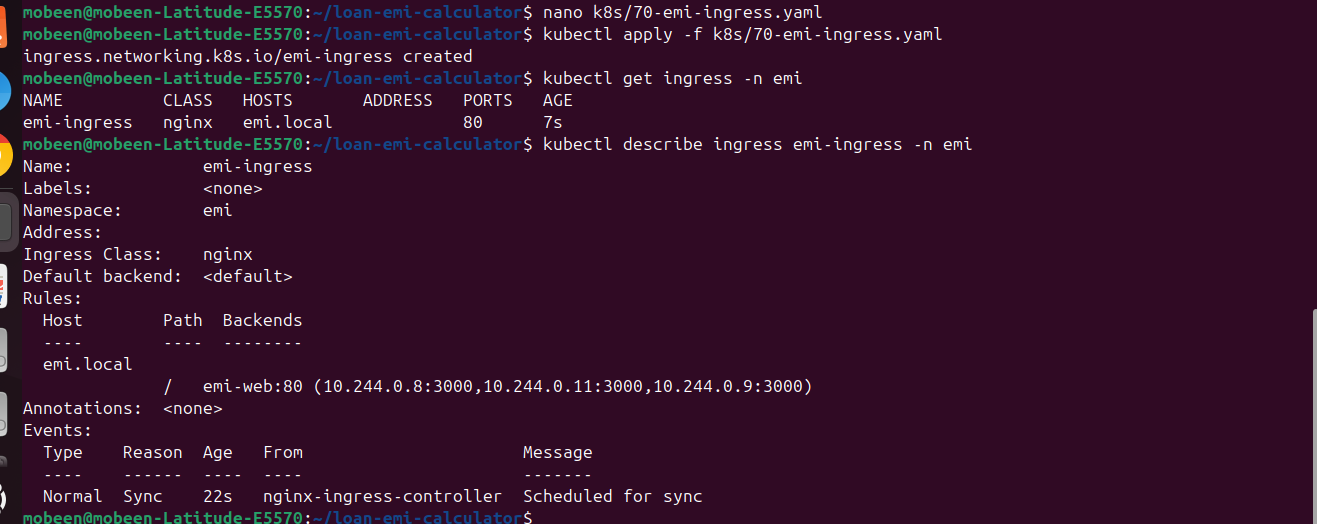 mobeen@mobeen-Latitude-E5570:~/loan-emi-calculator$ nano k8s/70-emi-ingress.yaml
mobeen@mobeen-Latitude-E5570:~/loan-emi-calculator$ kubectl apply -f k8s/70-emi-ingress.yaml
ingress.networking.k8s.io/emi-ingress created
mobeen@mobeen-Latitude-E5570:~/loan-emi-calculator$ kubectl get ingress -n emi
NAME          CLASS   HOSTS       ADDRESS   PORTS   AGE
emi-ingress   nginx   emi.local             80      7s
mobeen@mobeen-Latitude-E5570:~/loan-emi-calculator$ kubectl describe ingress emi-ingress -n emi
Name:             emi-ingress
Labels:           <none>
Namespace:        emi
Address:
Ingress Class:    nginx
Default backend:  <default>
Rules:
  Host        Path  Backends
  ----        ----  --------
  emi.local
              /   emi-web:80 (10.244.0.8:3000,10.244.0.11:3000,10.244.0.9:3000)
Annotations:  <none>
Events:
  Type    Reason  Age   From                      Message
  ----    ------  ----  ----                      -------
  Normal  Sync    22s   nginx-ingress-controller  Scheduled for sync
mobeen@mobeen-Latitude-E5570:~/loan-emi-calculator$